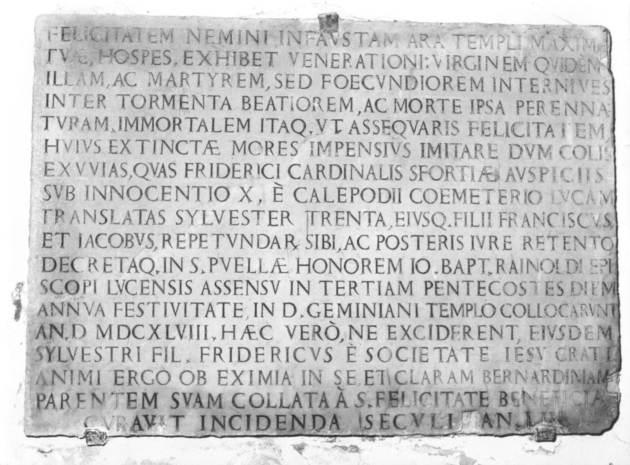 FELICITATEM NEMINI INFAVSTAM ARA TEMPLI MAXIMA
TVÆ, HOSPES, EXHIBET VENERATIONI: VIRGINEM QVIDEM
ILLAM, AC MARTYREM, SED FOECVNDIOREM INTERNIVES
INTER TORMENTA BEATIOREM, AC MORTE IPSA PERENNA
TVRAM. IMMORTALEM ITAQ. VT ASSEQVARIS FELICITATEM
HVIVS EXTINCTÆ MORES IMPENSIVS IMITARE DVM COLIS
EXVVIAS, QVAS FRIDERICI CARDINALIS SFORTIÆ AVSPICIIS
SVB INNOCENTIO X, È CALEPODII COEMETERIO LVCAM
TRANSLATAS SYLVESTER TRENTA, EIVSQ. FILII FRANCISCVS,
ET IACOBVS, REPETVNDAR. SIBI, AC POSTERIS IVRE RETENTO
DECRETAQ. IN S. PVELLÆ HONOREM IO. BAPT. RAINOLDI EPI
SCOPI LVCENSIS ASSENSV IN TERTIAM PENTECOSTES DIEM
ANNVA FESTIVITATE, IN D. GEMINIANI TEMPLO COLLOCARVNT
AN. D MDCXLVIII, HÆC VERÒ, NE EXCIDERENT, EIVSDEM
SYLVESTRI FIL. FRIDERICVS È SOCIETATE IESV GRATI
ANIMI ERGO OB EXIMIA IN SE, ET CLARAM BERNARDINIAM
PARENTEM SVAM COLLATA À S. FELICITATE BENEFICIA
CVRAVIT INCIDENDA SECVLI AN.